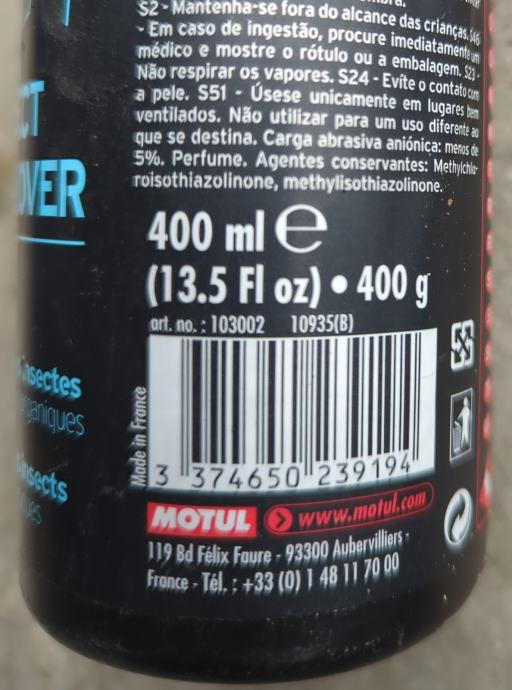 S2 - Mantenha-se fora do alcance das crianças. S46
- Em caso de ingestão, procure imediatamente um
médico e mostre o rótulo ou a embalagem. S23 -
Não respirar os vapores. S24 - Evite o contato com
a pele. S51 - Úsese unicamente em lugares bem
ventilados. Não utilizar para um uso diferente ao
que se destina. Carga abrasiva aniónica: menos de
5%. Perfume. Agentes conservantes: Methylchlo-
roisothiazolinone, methylisothiazolinone.
CT
OVER
400 ml e
(13.5 Fl oz) • 400 g
art. no. : 103002 10935(B)
insectes
organiques
insects
Made in France
3 374650 239194
MOTUL www.motul.com
119 Bd Félix Faure - 93300 Aubervilliers -
France - Tél. : +33 (0) 1 48 11 70 00